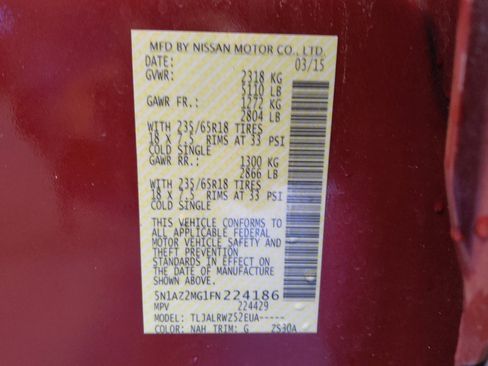 MFD BY NISSAN MOTOR CO., LTD.
DATE: 03/15
GVWR: 2318 KG
5110 LB
GAWR FR.: 1272 KG
2804 LB
WITH 235/65R18 TIRES
18 X 7.5 RIMS AT 33 PSI
COLD SINGLE
GAWR RR.: 1300 KG
2866 LB
WITH 235/65R18 TIRES
18 X 7.5 RIMS AT 33 PSI
COLD SINGLE
THIS VEHICLE CONFORMS TO
ALL APPLICABLE FEDERAL
MOTOR VEHICLE SAFETY AND
THEFT PREVENTION
STANDARDS IN EFFECT ON
THE DATE OF MANUFACTURE
SHOWN ABOVE.
5N1AZ2MG1FN 224186
MPV 224429
MODEL: TLJALRWZ52EUA-----
COLOR: NAH TRIM: G ZS30A